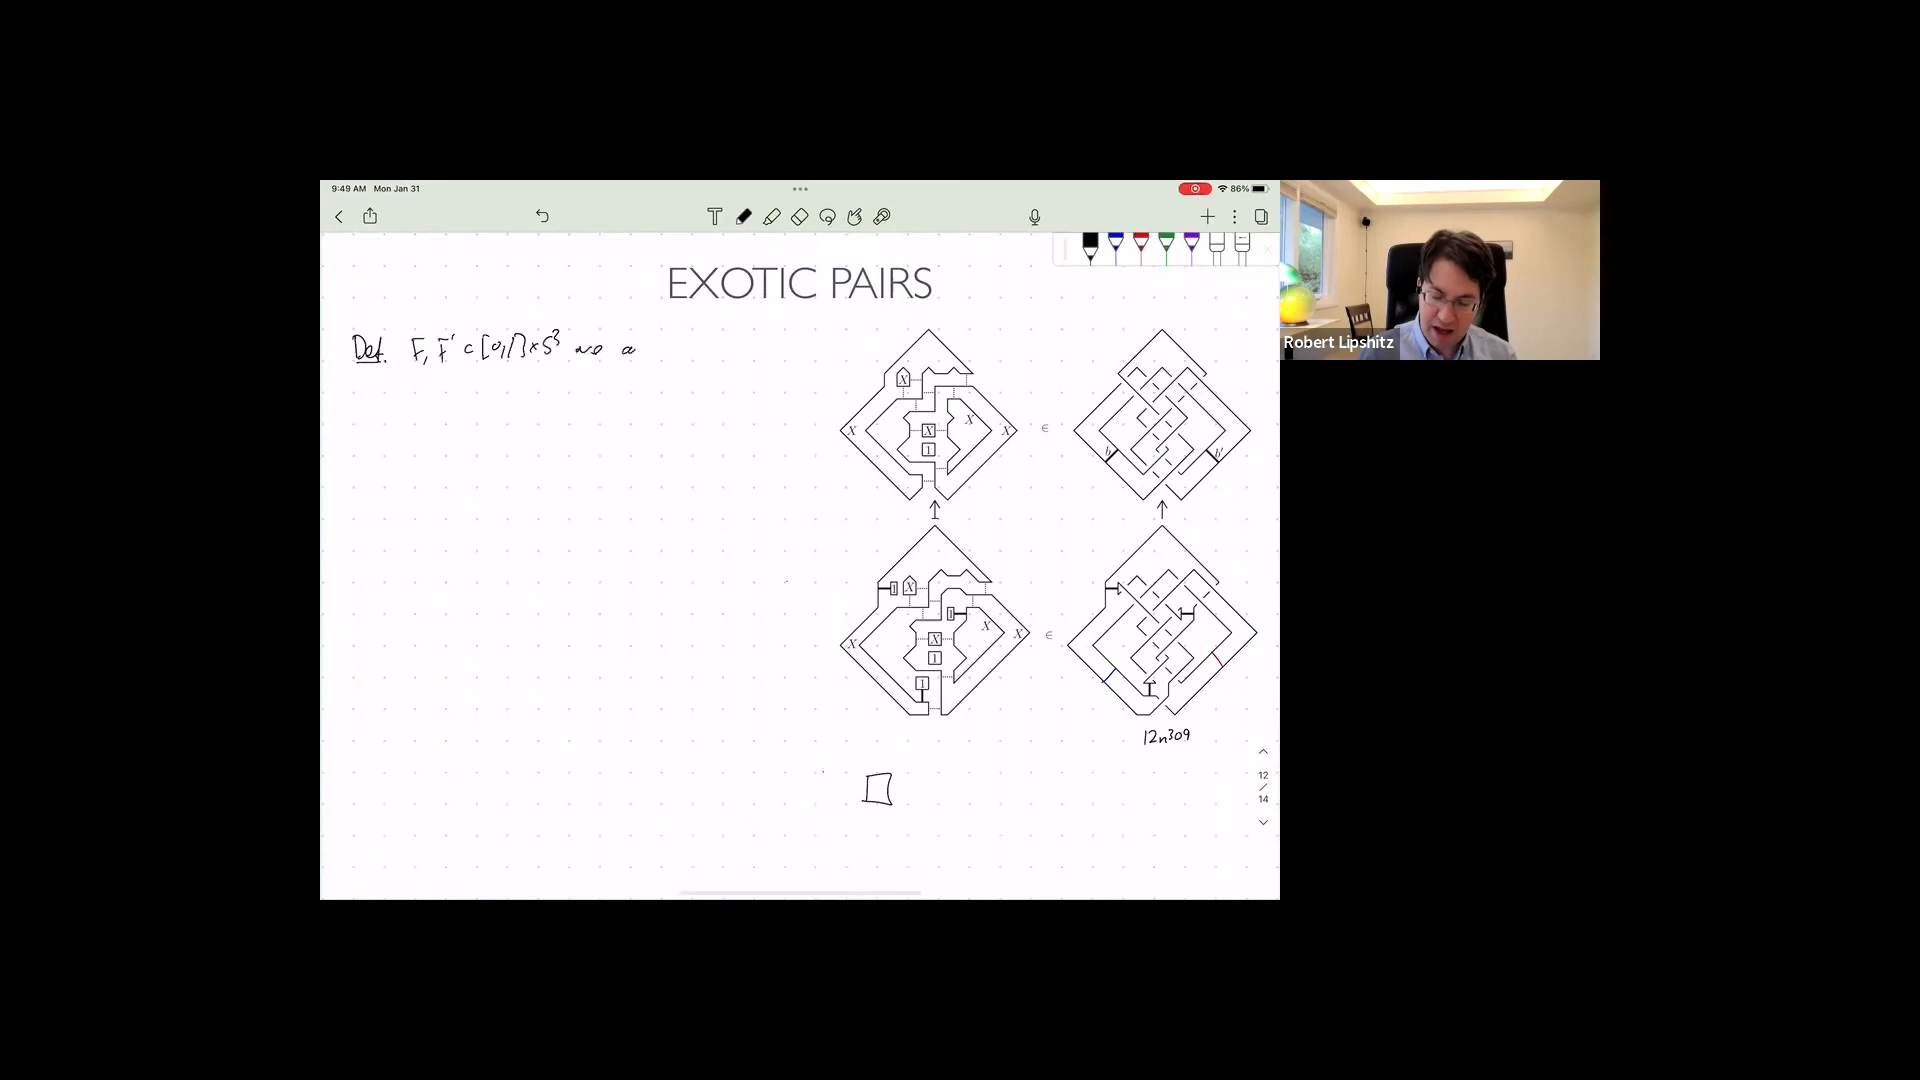 9:49 AM Mon Jan 31
86%
EXOTIC PAIRS
Def. F, F' ⊂ [0,1]×S³ are a
X
X
X
X
X
1
∈
b
b'
1
X
1
X
X
X
X
1
1
∈
12n309
12
/
14
Robert Lipshitz